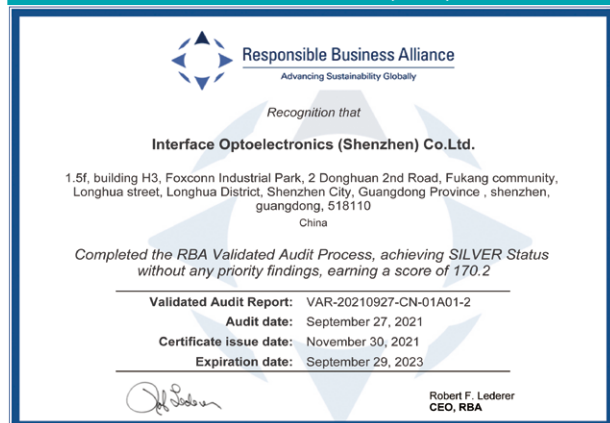 Responsible Business Alliance
Advancing Sustainability Globally
Recognition that
Interface Optoelectronics (Shenzhen) Co.Ltd.
1.5f, building H3, Foxconn Industrial Park, 2 Donghuan 2nd Road, Fukang community,
Longhua street, Longhua District, Shenzhen City, Guangdong Province , shenzhen,
guangdong, 518110
China
Completed the RBA Validated Audit Process, achieving SILVER Status
without any priority findings, earning a score of 170.2
Validated Audit Report: VAR-20210927-CN-01A01-2
Audit date: September 27, 2021
Certificate issue date: November 30, 2021
Expiration date: September 29, 2023
Robert F. Lederer
CEO, RBA